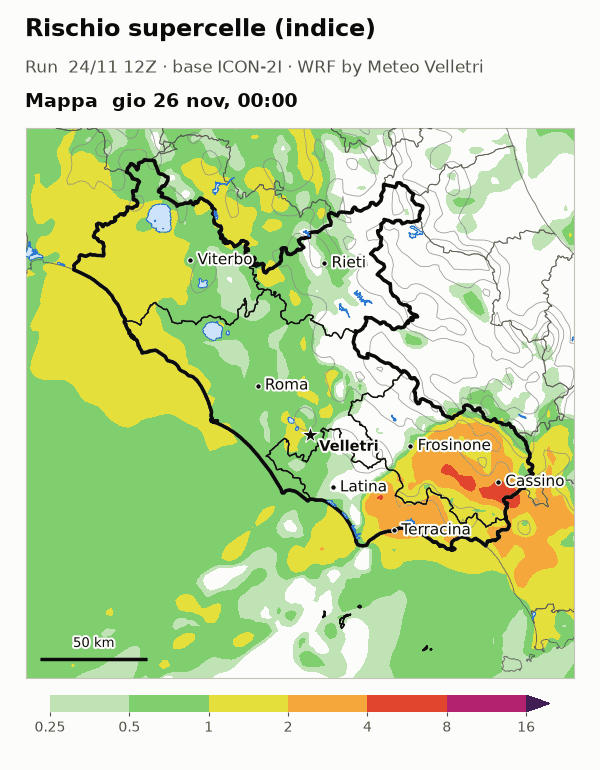 Rischio supercelle (indice)
Run  24/11 12Z · base ICON-2I · WRF by Meteo Velletri
Mappa  gio 26 nov, 00:00
Viterbo
Rieti
Roma
Velletri
Frosinone
Cassino
Latina
Terracina
50 km
0.25 0.5 1 2 4 8 16